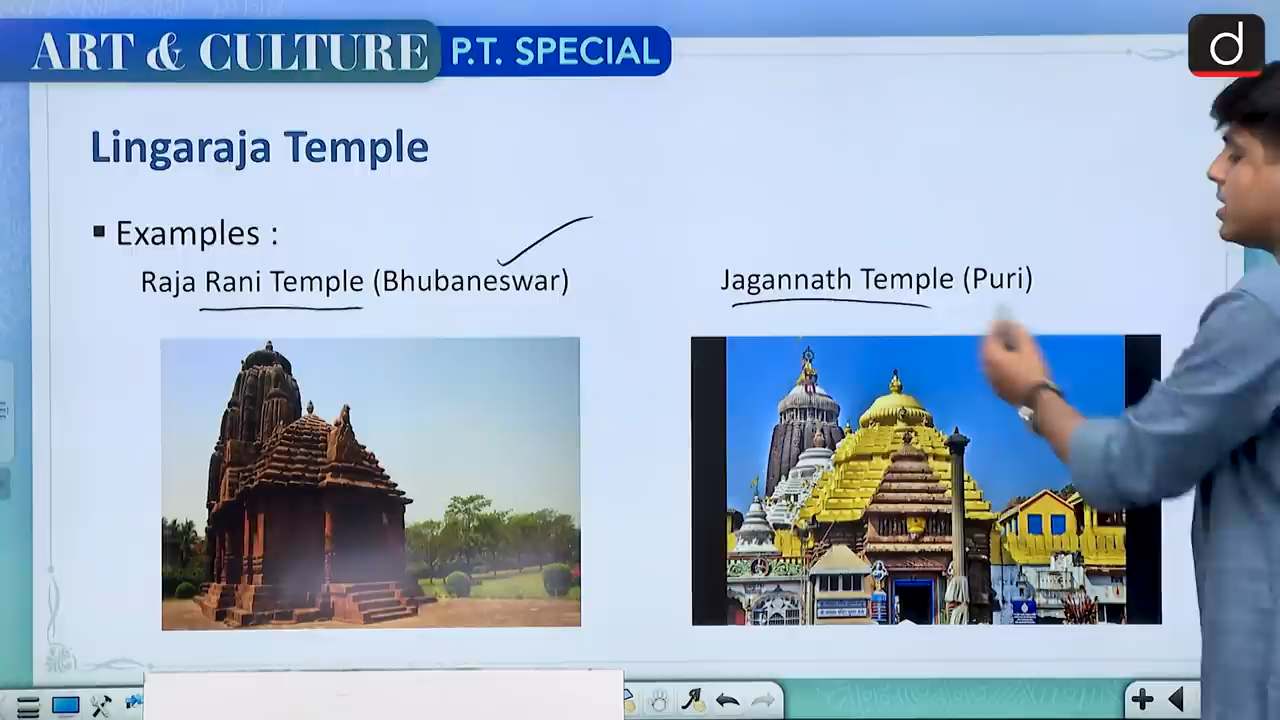 ART & CULTURE P.T. SPECIAL
d
Lingaraja Temple
▪ Examples :
Raja Rani Temple (Bhubaneswar)
Jagannath Temple (Puri)